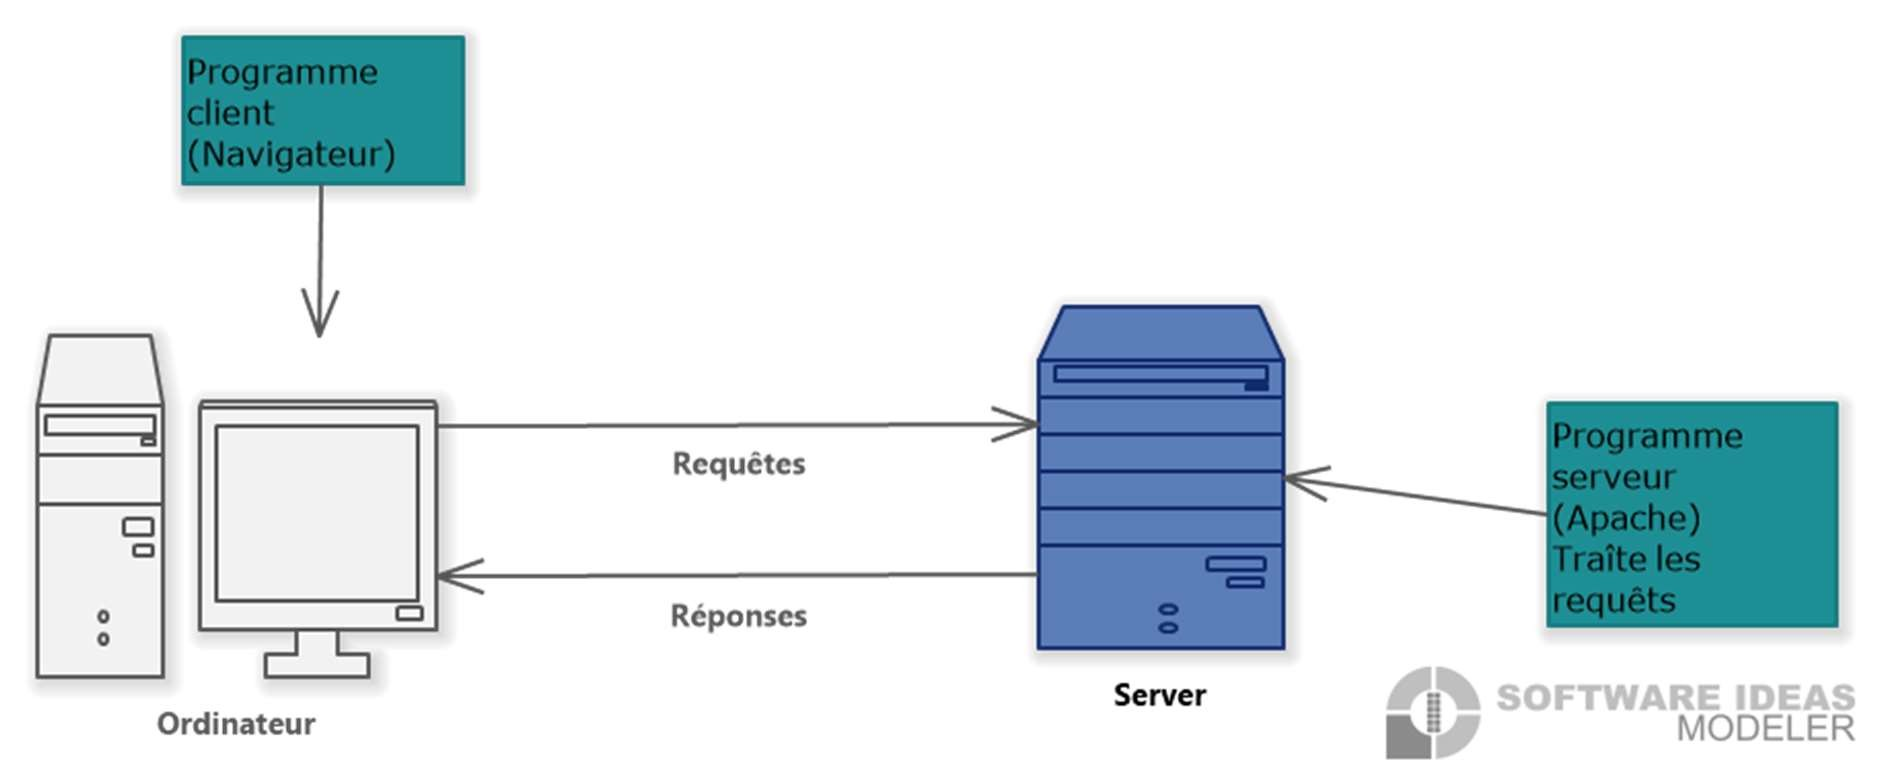 Programme
client
(Navigateur)
Requêtes
Réponses
Ordinateur
Server
Programme
serveur
(Apache)
Traîte les
requêts
SOFTWARE IDEAS
MODELER